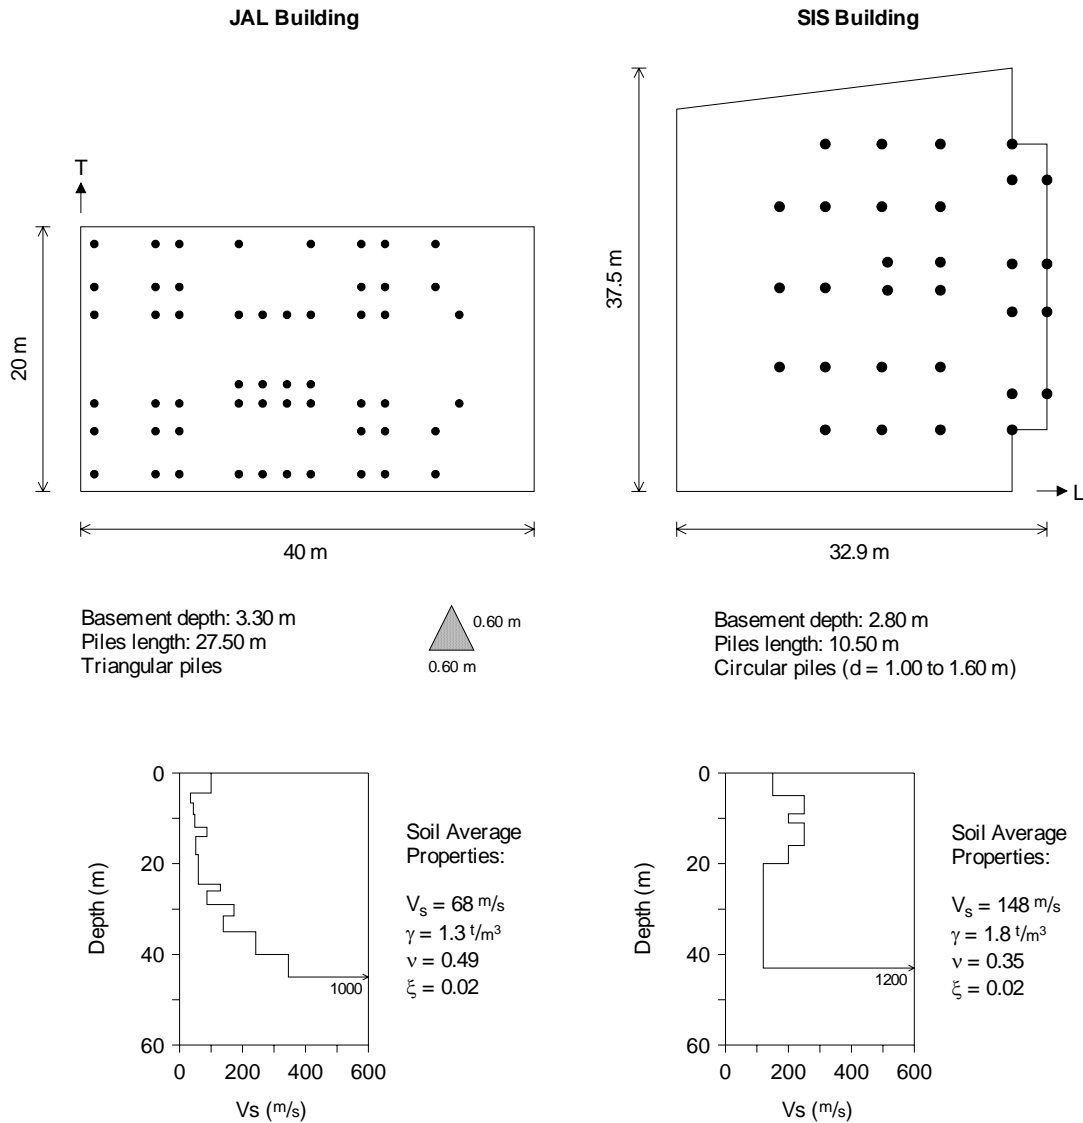 JAL Building
SIS Building
T
20 m
40 m
37.5 m
L
32.9 m
Basement depth: 3.30 m
Piles length: 27.50 m
Triangular piles
0.60 m
0.60 m
Basement depth: 2.80 m
Piles length: 10.50 m
Circular piles (d = 1.00 to 1.60 m)
0
20
40
60
Depth (m)
1000
0 200 400 600
Vs (m/s)
Soil Average
Properties:
Vs = 68 m/s
γ = 1.3 t/m³
ν = 0.49
ξ = 0.02
0
20
40
60
Depth (m)
1200
0 200 400 600
Vs (m/s)
Soil Average
Properties:
Vs = 148 m/s
γ = 1.8 t/m³
ν = 0.35
ξ = 0.02